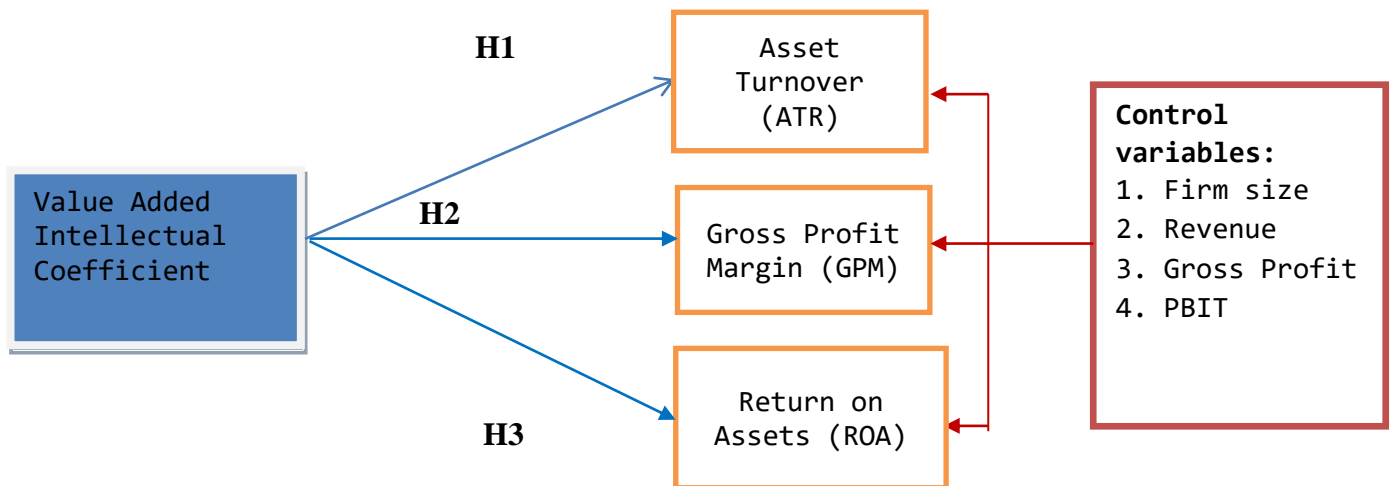 H1
Asset
Turnover
(ATR)
Control
variables:
1. Firm size
2. Revenue
3. Gross Profit
4. PBIT
Value Added
Intellectual
Coefficient
H2
Gross Profit
Margin (GPM)
H3
Return on
Assets (ROA)